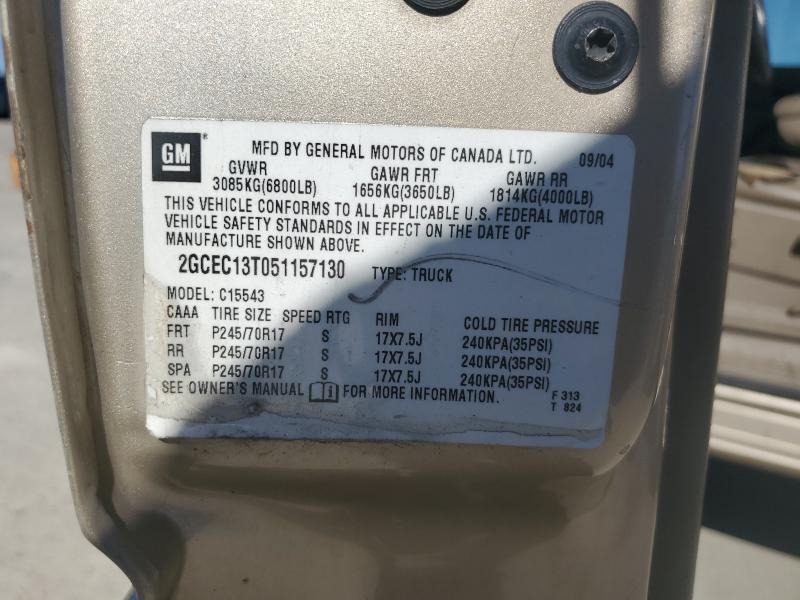 GM
MFD BY GENERAL MOTORS OF CANADA LTD. 09/04
GVWR GAWR FRT GAWR RR
3085KG(6800LB) 1656KG(3650LB) 1814KG(4000LB)
THIS VEHICLE CONFORMS TO ALL APPLICABLE U.S. FEDERAL MOTOR
VEHICLE SAFETY STANDARDS IN EFFECT ON THE DATE OF
MANUFACTURE SHOWN ABOVE.
2GCEC13T051157130 TYPE: TRUCK
MODEL: C15543
CAAA TIRE SIZE SPEED RTG RIM COLD TIRE PRESSURE
FRT P245/70R17 S 17X7.5J 240KPA(35PSI)
RR P245/70R17 S 17X7.5J 240KPA(35PSI)
SPA P245/70R17 S 17X7.5J 240KPA(35PSI)
SEE OWNER'S MANUAL i FOR MORE INFORMATION.
F 313
T 824